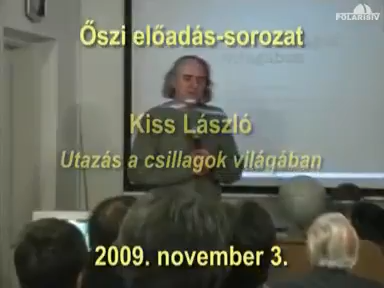 POLARISTV
Őszi előadás-sorozat
Kiss László
Utazás a csillagok világában
2009. november 3.